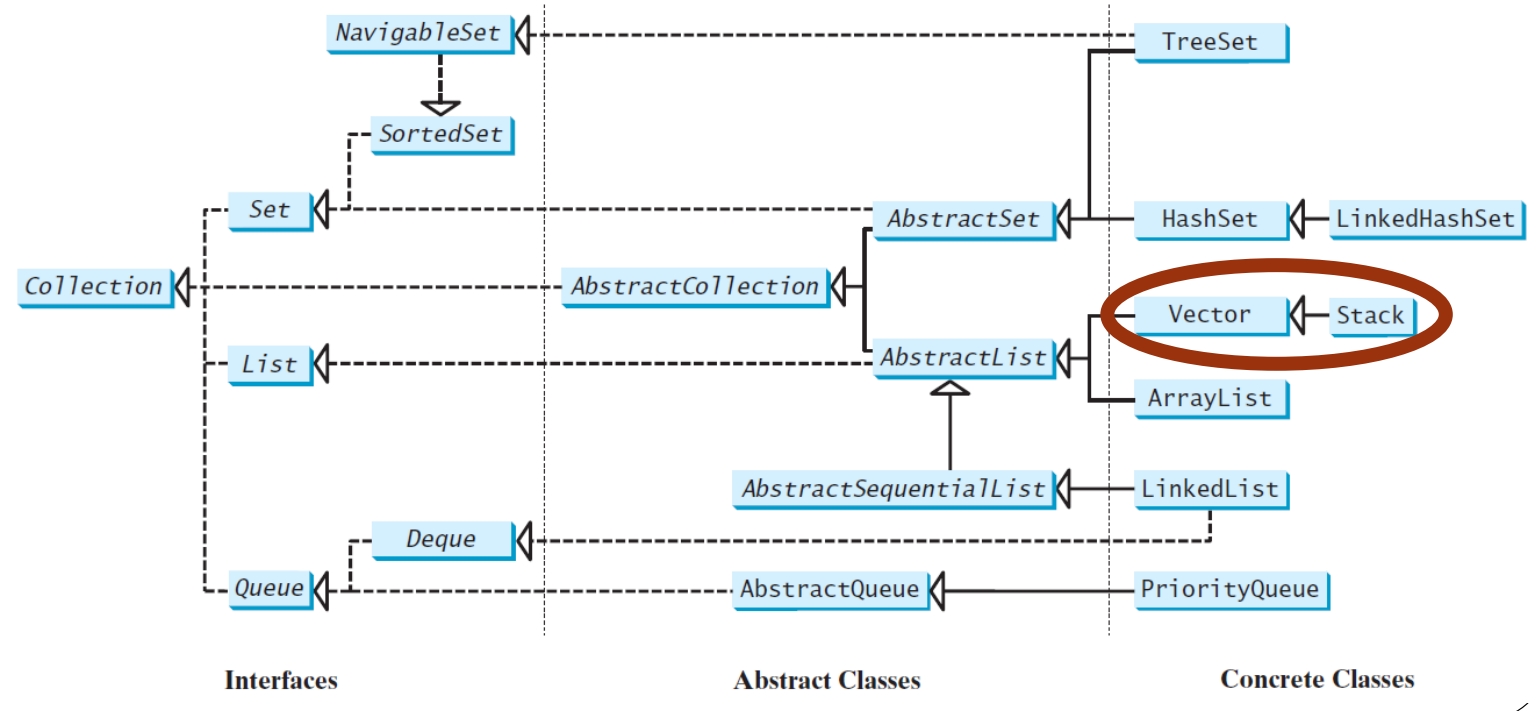 NavigableSet
TreeSet
SortedSet
Set
AbstractSet
HashSet
LinkedHashSet
Collection
AbstractCollection
Vector
Stack
List
AbstractList
ArrayList
AbstractSequentialList
LinkedList
Deque
Queue
AbstractQueue
PriorityQueue
Interfaces
Abstract Classes
Concrete Classes